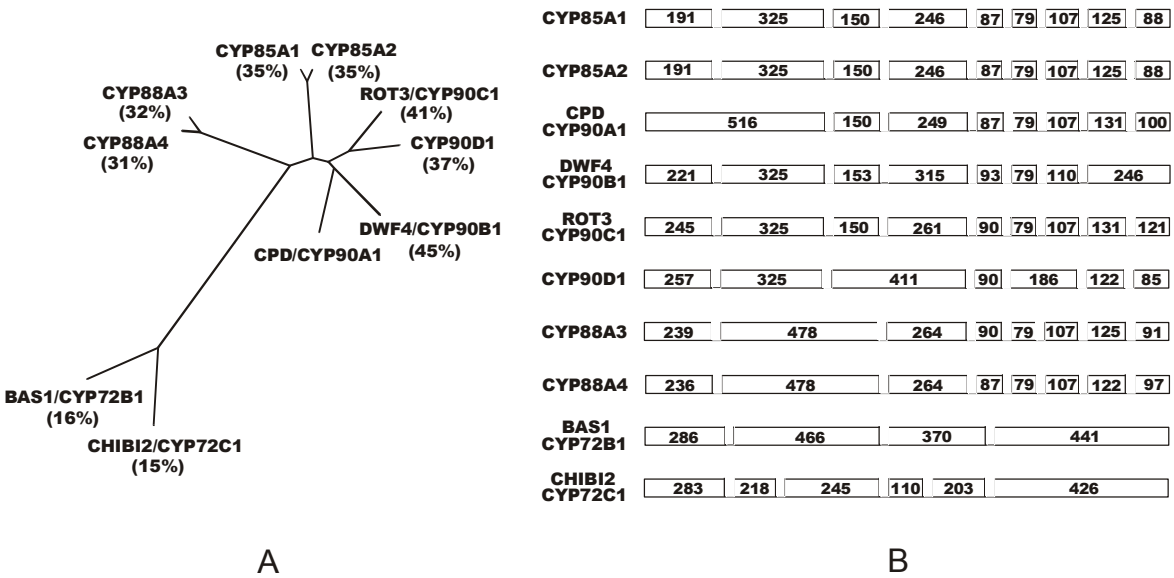 CYP85A1
(35%)
CYP85A2
(35%)
CYP88A3
(32%)
CYP88A4
(31%)
ROT3/CYP90C1
(41%)
CYP90D1
(37%)
DWF4/CYP90B1
(45%)
CPD/CYP90A1
BAS1/CYP72B1
(16%)
CHIBI2/CYP72C1
(15%)
A
CYP85A1 191 325 150 246 87 79 107 125 88
CYP85A2 191 325 150 246 87 79 107 125 88
CPD
CYP90A1 516 150 249 87 79 107 131 100
DWF4
CYP90B1 221 325 153 315 93 79 110 246
ROT3
CYP90C1 245 325 150 261 90 79 107 131 121
CYP90D1 257 325 411 90 186 122 85
CYP88A3 239 478 264 90 79 107 125 91
CYP88A4 236 478 264 87 79 107 122 97
BAS1
CYP72B1 286 466 370 441
CHIBI2
CYP72C1 283 218 245 110 203 426
B